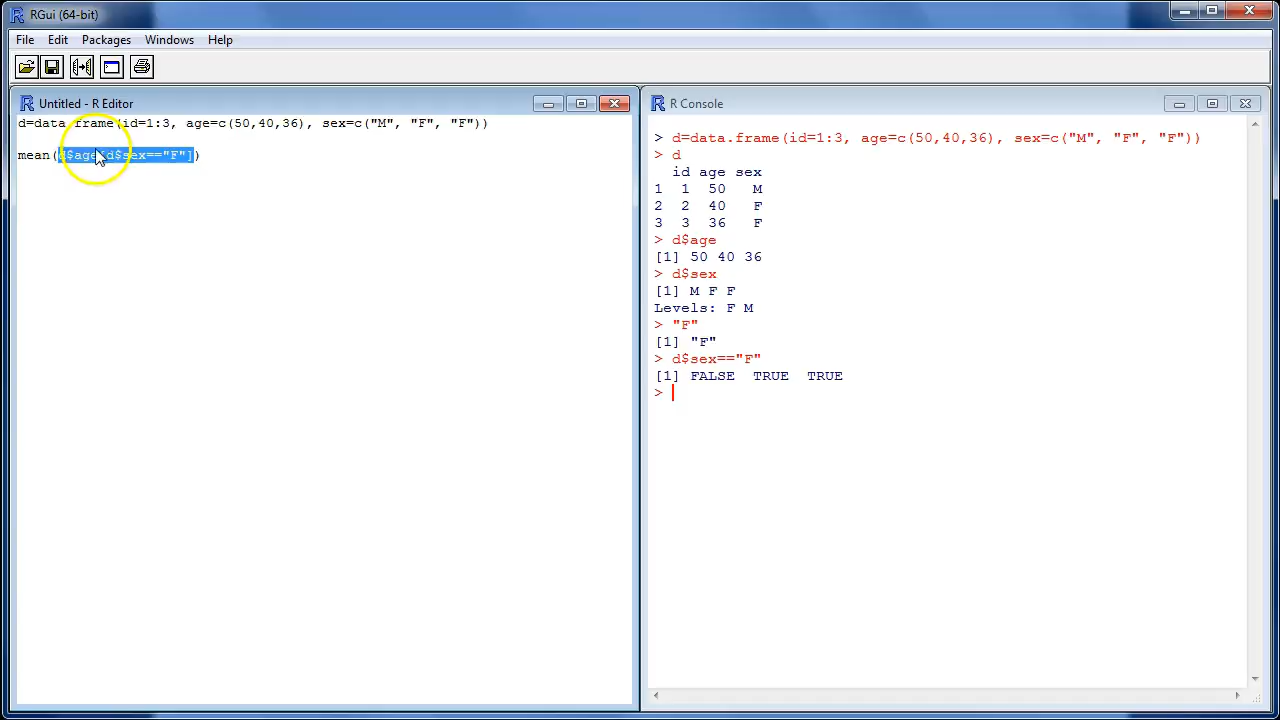 RGui (64-bit)
File Edit Packages Windows Help
Untitled - R Editor
d=data.frame(id=1:3, age=c(50,40,36), sex=c("M", "F", "F"))
mean(d$age[d$sex=="F"])
R Console
> d=data.frame(id=1:3, age=c(50,40,36), sex=c("M", "F", "F"))
> d
id age sex
1 1 50 M
2 2 40 F
3 3 36 F
> d$age
[1] 50 40 36
> d$sex
[1] M F F
Levels: F M
> "F"
[1] "F"
> d$sex=="F"
[1] FALSE TRUE TRUE
>